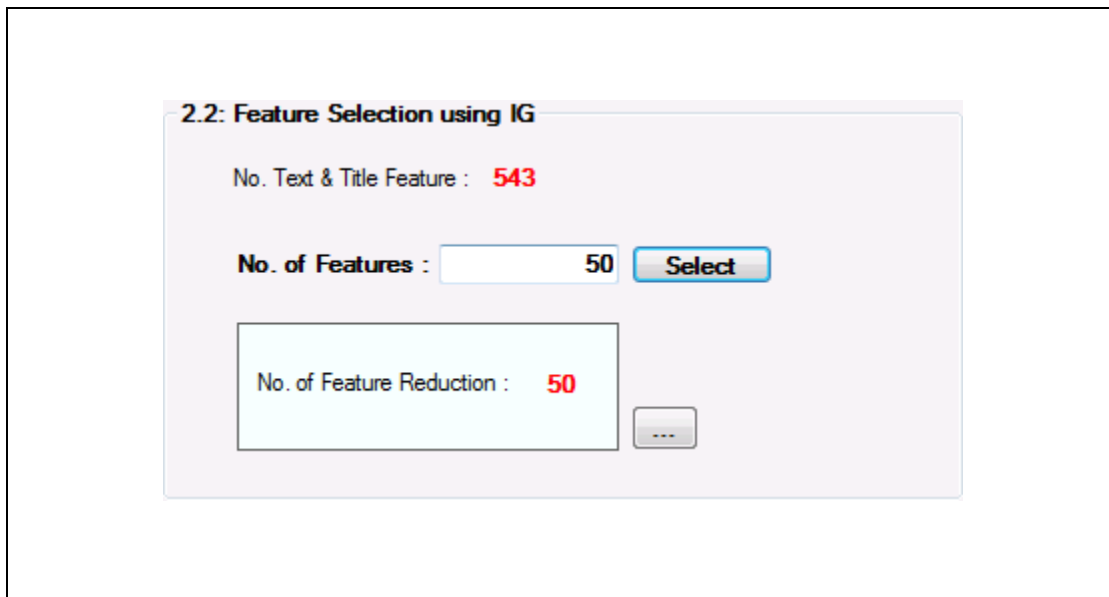 2.2: Feature Selection using IG
No. Text & Title Feature : 543
No. of Features : 50 Select
No. of Feature Reduction : 50
...